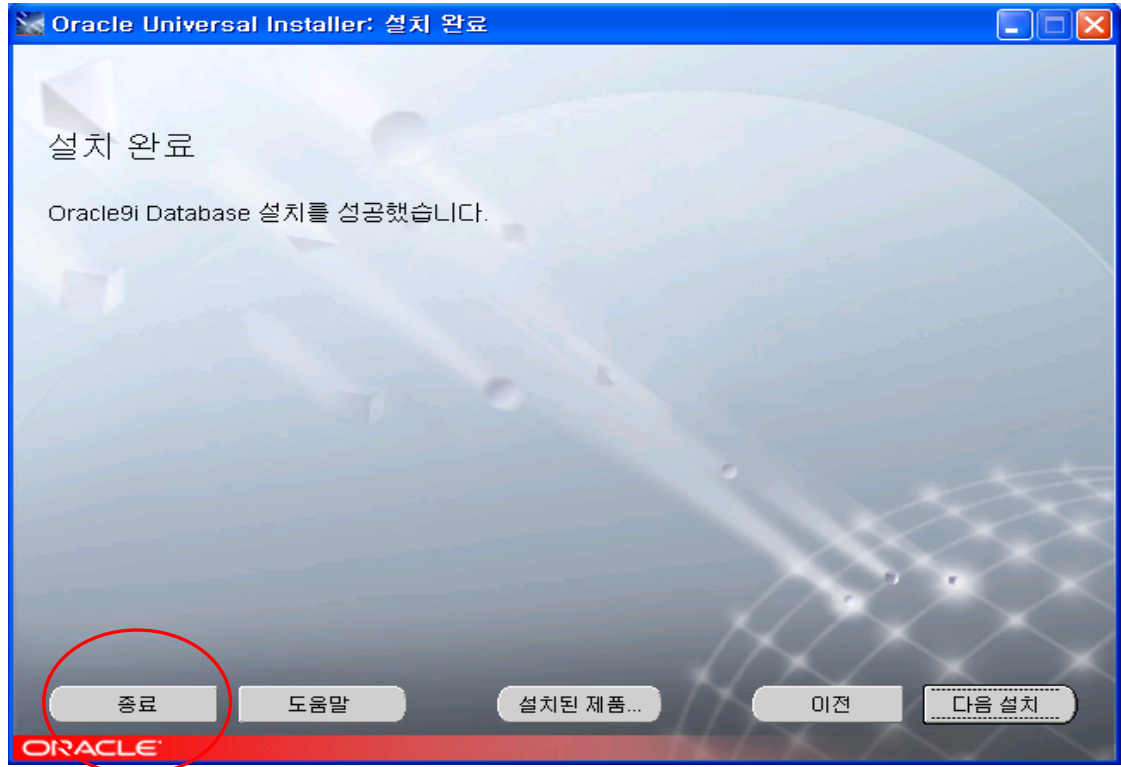 Oracle Universal Installer: 설치 완료
설치 완료
Oracle9i Database 설치를 성공했습니다.
종료 도움말 설치된 제품... 이전 다음 설치
ORACLE